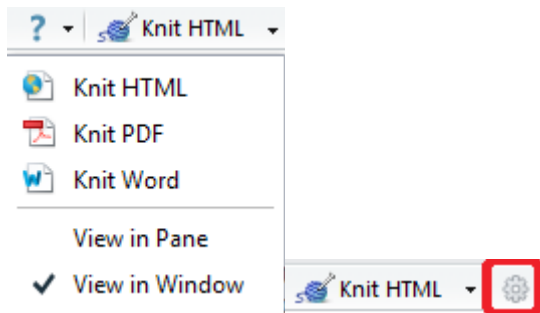 ? Knit HTML
Knit HTML
Knit PDF
Knit Word
View in Pane
View in Window
Knit HTML